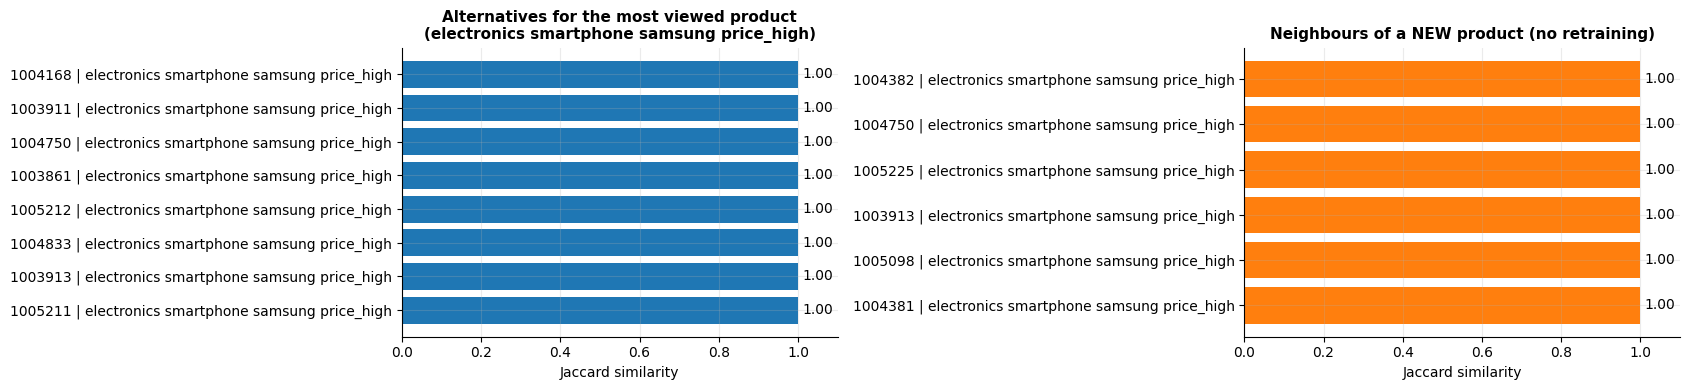 Alternatives for the most viewed product
(electronics smartphone samsung price_high)
1004168 | electronics smartphone samsung price_high
1.00
1003911 | electronics smartphone samsung price_high
1.00
1004750 | electronics smartphone samsung price_high
1.00
1003861 | electronics smartphone samsung price_high
1.00
1005212 | electronics smartphone samsung price_high
1.00
1004833 | electronics smartphone samsung price_high
1.00
1003913 | electronics smartphone samsung price_high
1.00
1005211 | electronics smartphone samsung price_high
1.00
0.0 0.2 0.4 0.6 0.8 1.0
Jaccard similarity
Neighbours of a NEW product (no retraining)
1004382 | electronics smartphone samsung price_high
1.00
1004750 | electronics smartphone samsung price_high
1.00
1005225 | electronics smartphone samsung price_high
1.00
1003913 | electronics smartphone samsung price_high
1.00
1005098 | electronics smartphone samsung price_high
1.00
1004381 | electronics smartphone samsung price_high
1.00
0.0 0.2 0.4 0.6 0.8 1.0
Jaccard similarity